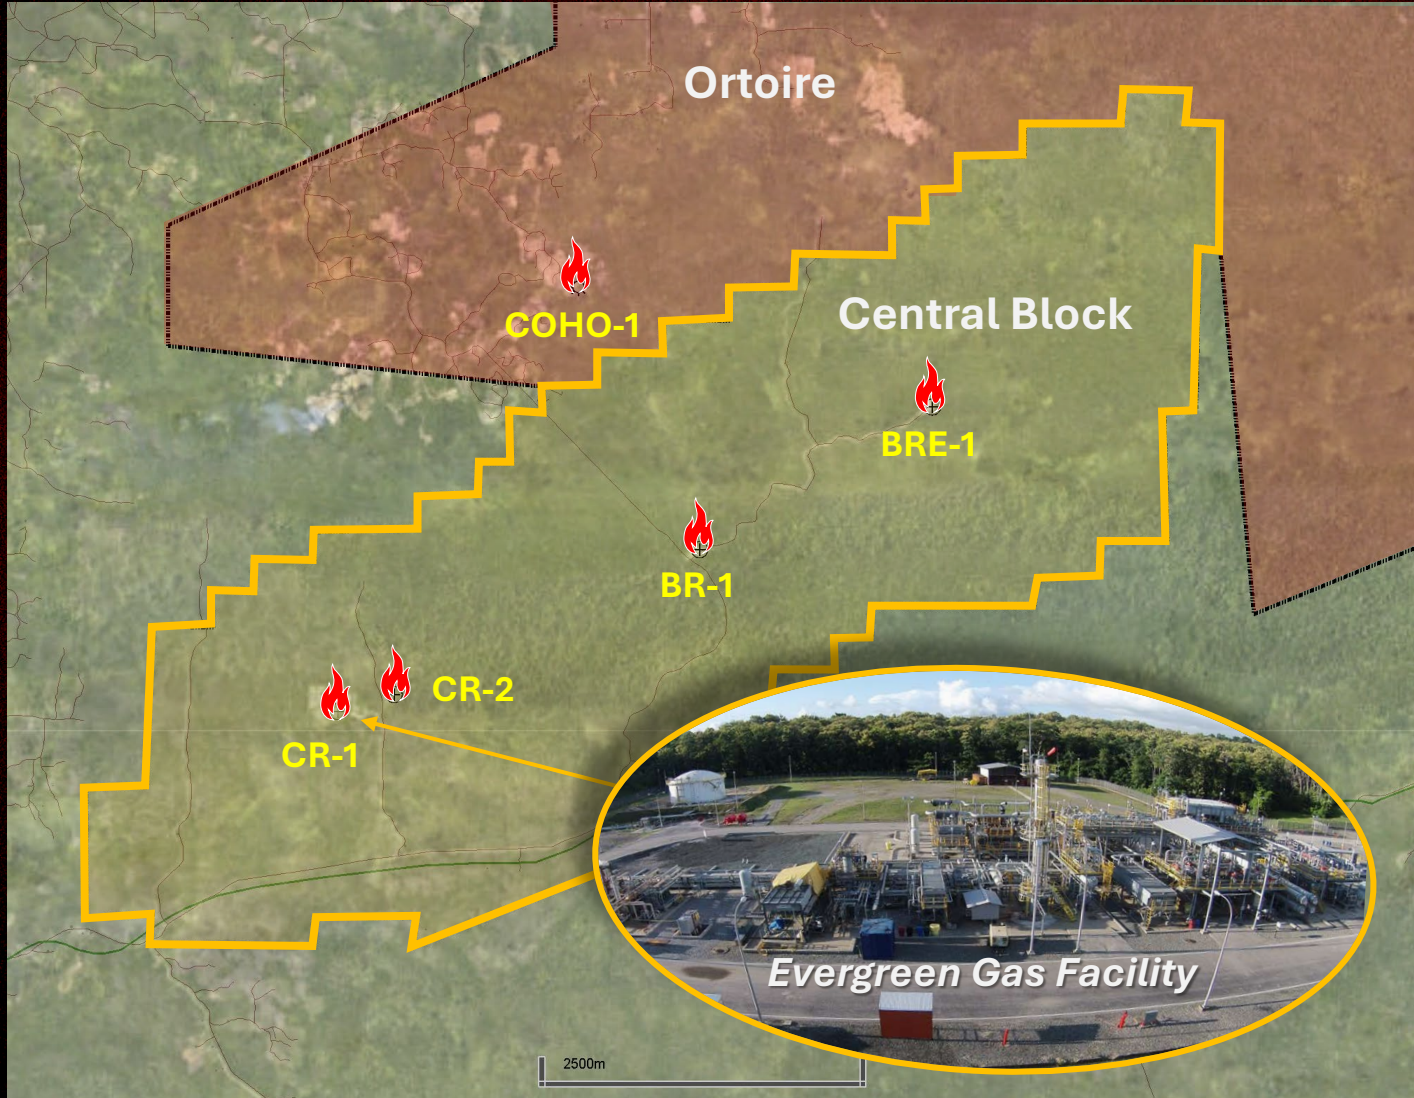 Ortoire
COHO-1
Central Block
BRE-1
BR-1
CR-2
CR-1
Evergreen Gas Facility
2500m